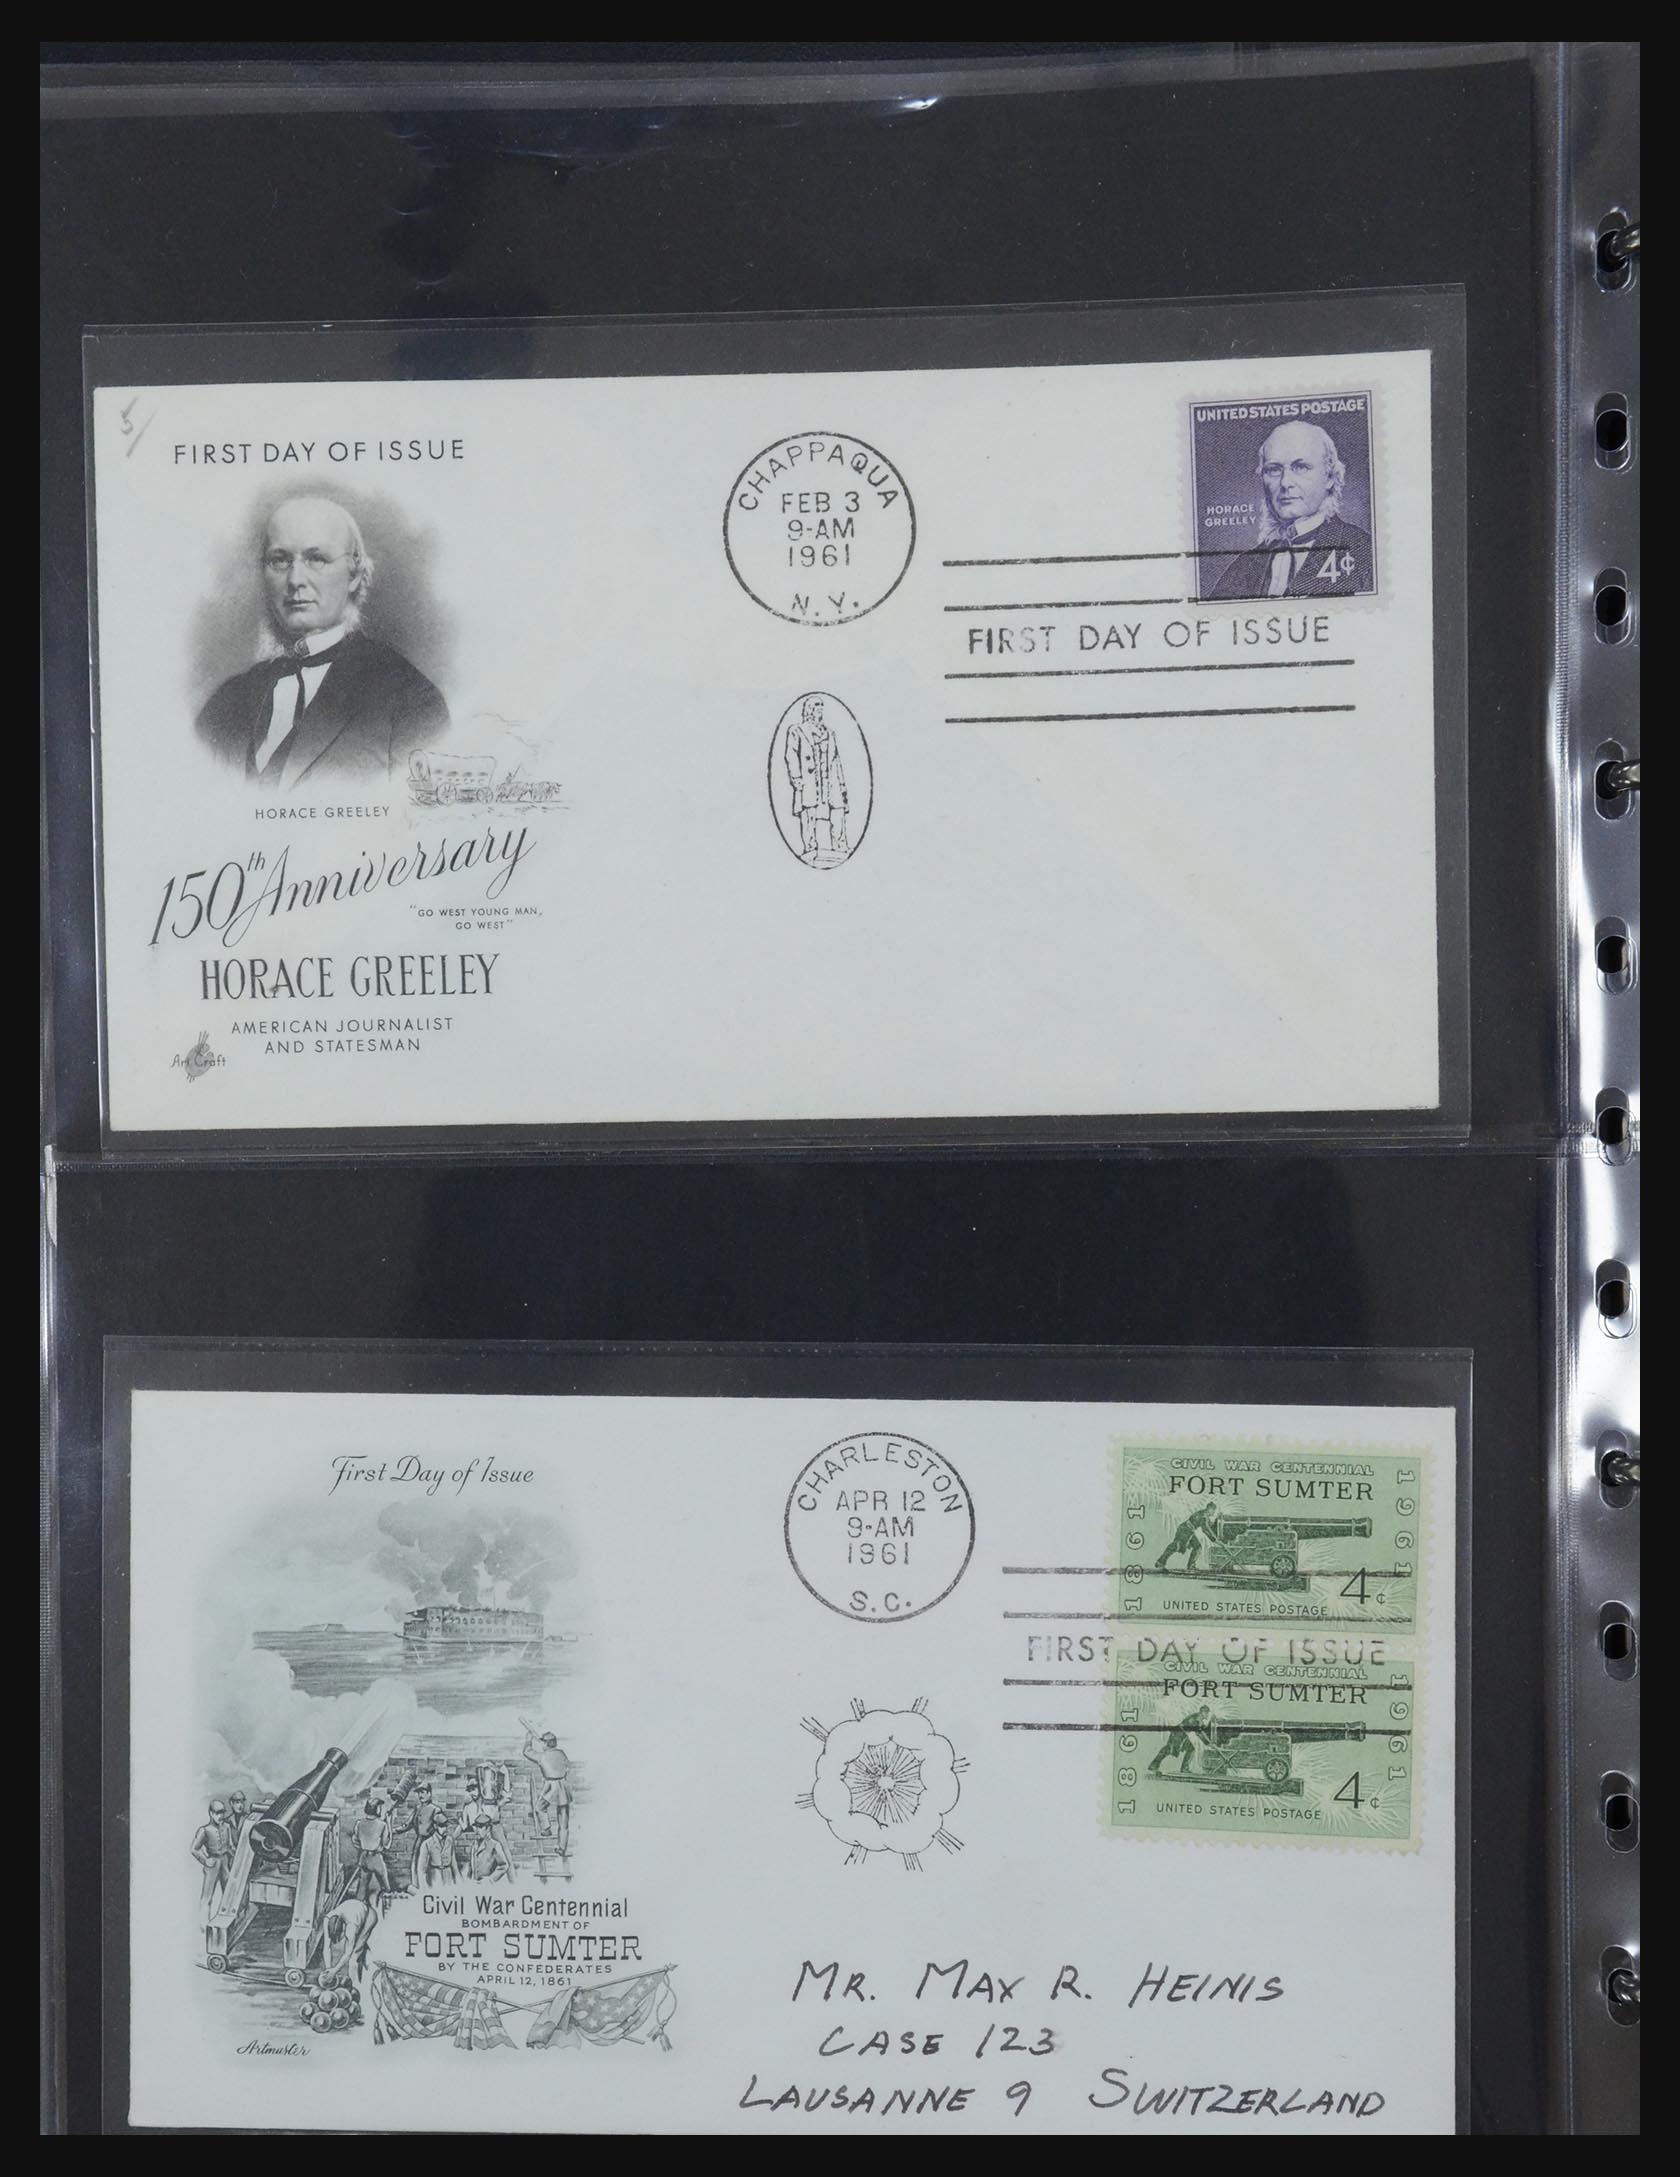 5/
FIRST DAY OF ISSUE
HORACE GREELEY
150th Anniversary
"GO WEST YOUNG MAN,
GO WEST"
HORACE GREELEY
AMERICAN JOURNALIST
AND STATESMAN
Art Craft
CHAPPAQUA
FEB 3
9-AM
1961
N.Y.
UNITED STATES POSTAGE
HORACE
GREELEY
4¢
FIRST DAY OF ISSUE
First Day of Issue
Civil War Centennial
BOMBARDMENT OF
FORT SUMTER
BY THE CONFEDERATES
APRIL 12, 1861
Artmaster
CHARLESTON
APR 12
9-AM
1961
S.C.
CIVIL WAR CENTENNIAL
FORT SUMTER
1861
1961
4¢
UNITED STATES POSTAGE
FIRST DAY OF ISSUE
CIVIL WAR CENTENNIAL
FORT SUMTER
1861
1961
4¢
UNITED STATES POSTAGE
MR. MAX R. HEINIS
CASE 123
LAUSANNE 9 SWITZERLAND